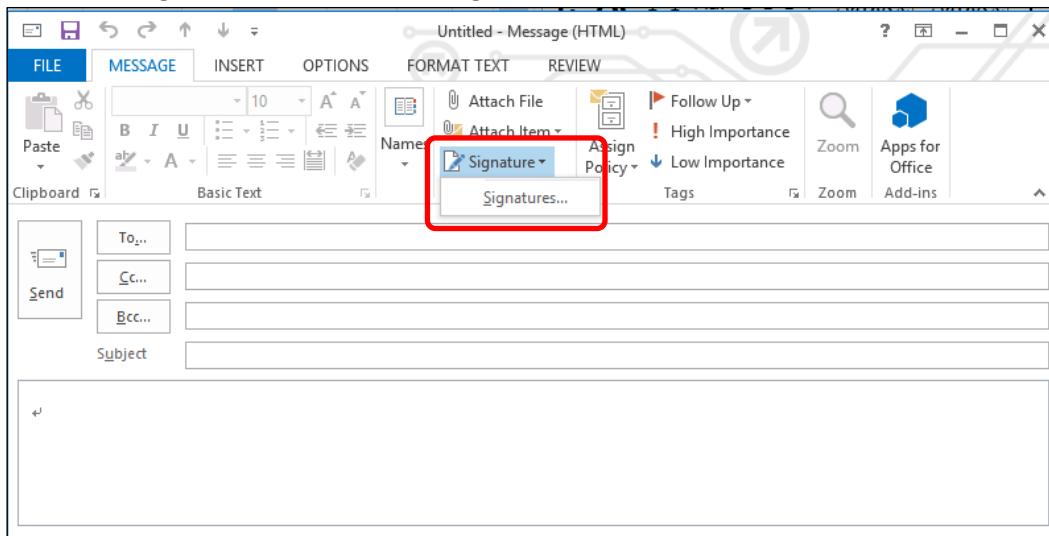 Untitled - Message (HTML)
FILE MESSAGE INSERT OPTIONS FORMAT TEXT REVIEW
Paste
Clipboard
10
B I U
Basic Text
Names
Attach File
Attach Item
Signature
Signatures...
Assign
Policy
Follow Up
High Importance
Low Importance
Tags
Zoom
Zoom
Apps for
Office
Add-ins
Send
To...
Cc...
Bcc...
Subject